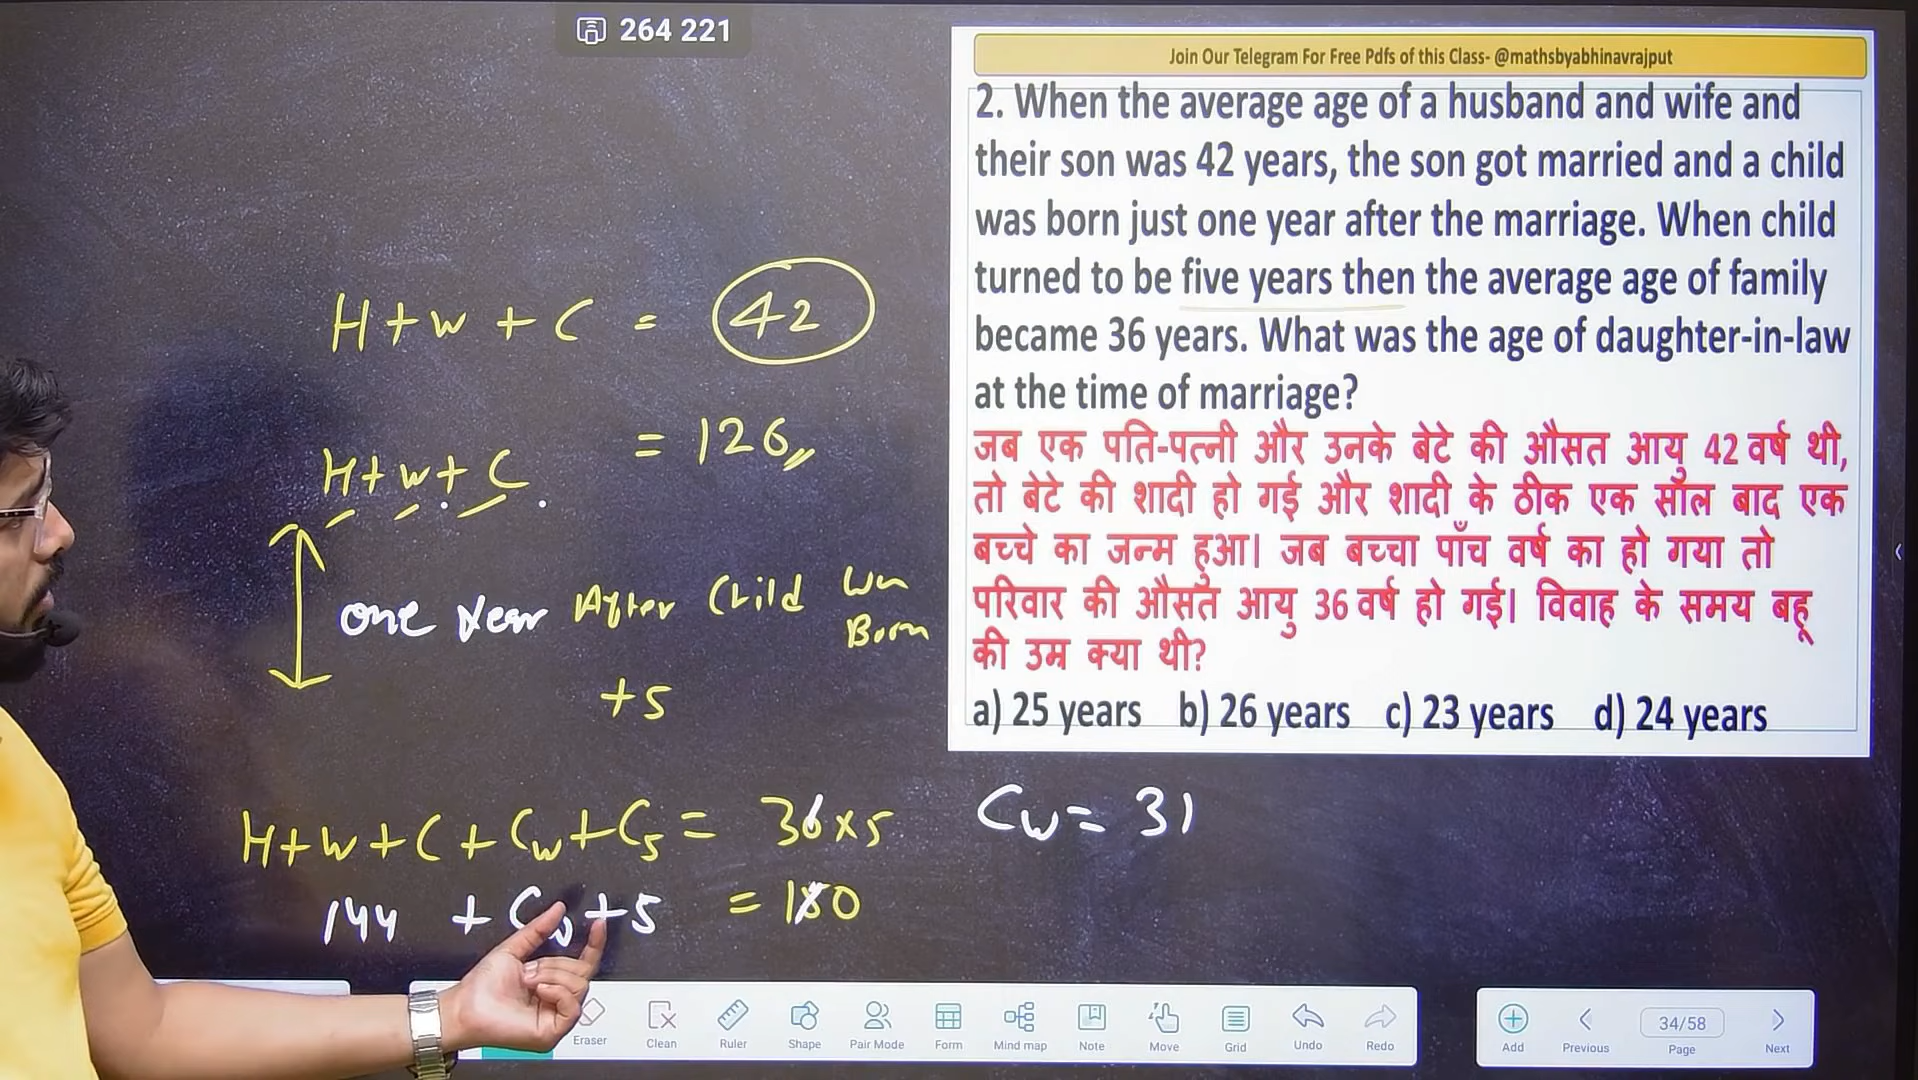 264 221
Join Our Telegram For Free Pdfs of this Class- @mathsbyabhinavrajput
2. When the average age of a husband and wife and
their son was 42 years, the son got married and a child
was born just one year after the marriage. When child
turned to be five years then the average age of family
became 36 years. What was the age of daughter-in-law
at the time of marriage?
जब एक पति-पत्नी और उनके बेटे की औसत आयु 42 वर्ष थी,
तो बेटे की शादी हो गई और शादी के ठीक एक साल बाद एक
बच्चे का जन्म हुआ। जब बच्चा पाँच वर्ष का हो गया तो
परिवार की औसत आयु 36 वर्ष हो गई। विवाह के समय बहू
की उम्र क्या थी?
a) 25 years b) 26 years c) 23 years d) 24 years
H+W+C = 42
= 126
H+W+C
one year After Child
Born
+5
H+W+C+Cw+C5= 36×5
Cw= 31
144 + Cw+5 = 180
Eraser Clean Ruler Shape Pair Mode Form Mind map Note Move Grid Undo Redo
Add Previous 34/58 Page Next